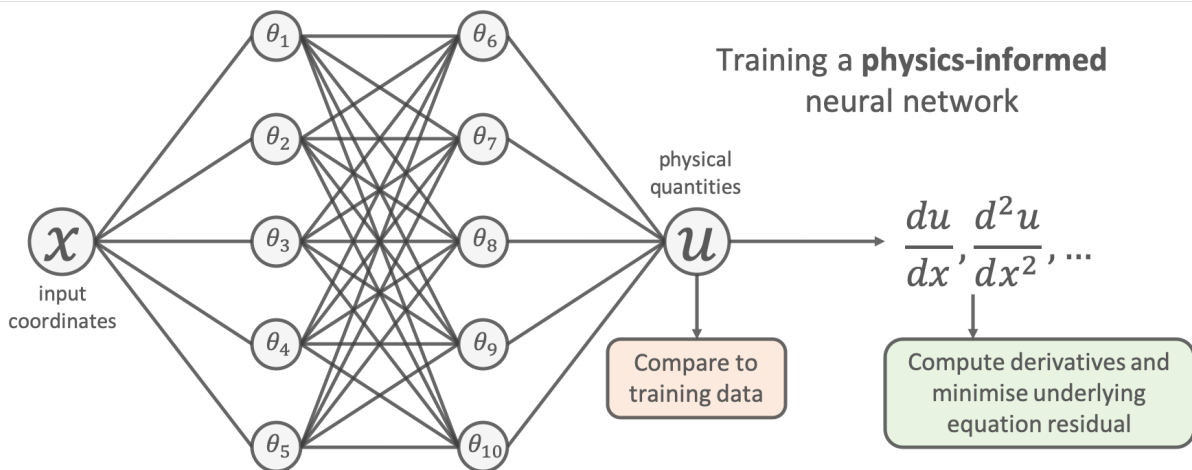 Training a physics-informed
neural network
x
input
coordinates
θ₁
θ₂
θ₃
θ₄
θ₅
θ₆
θ₇
θ₈
θ₉
θ₁₀
physical
quantities
u
Compare to
training data
du/dx, d²u/dx², ...
Compute derivatives and
minimise underlying
equation residual